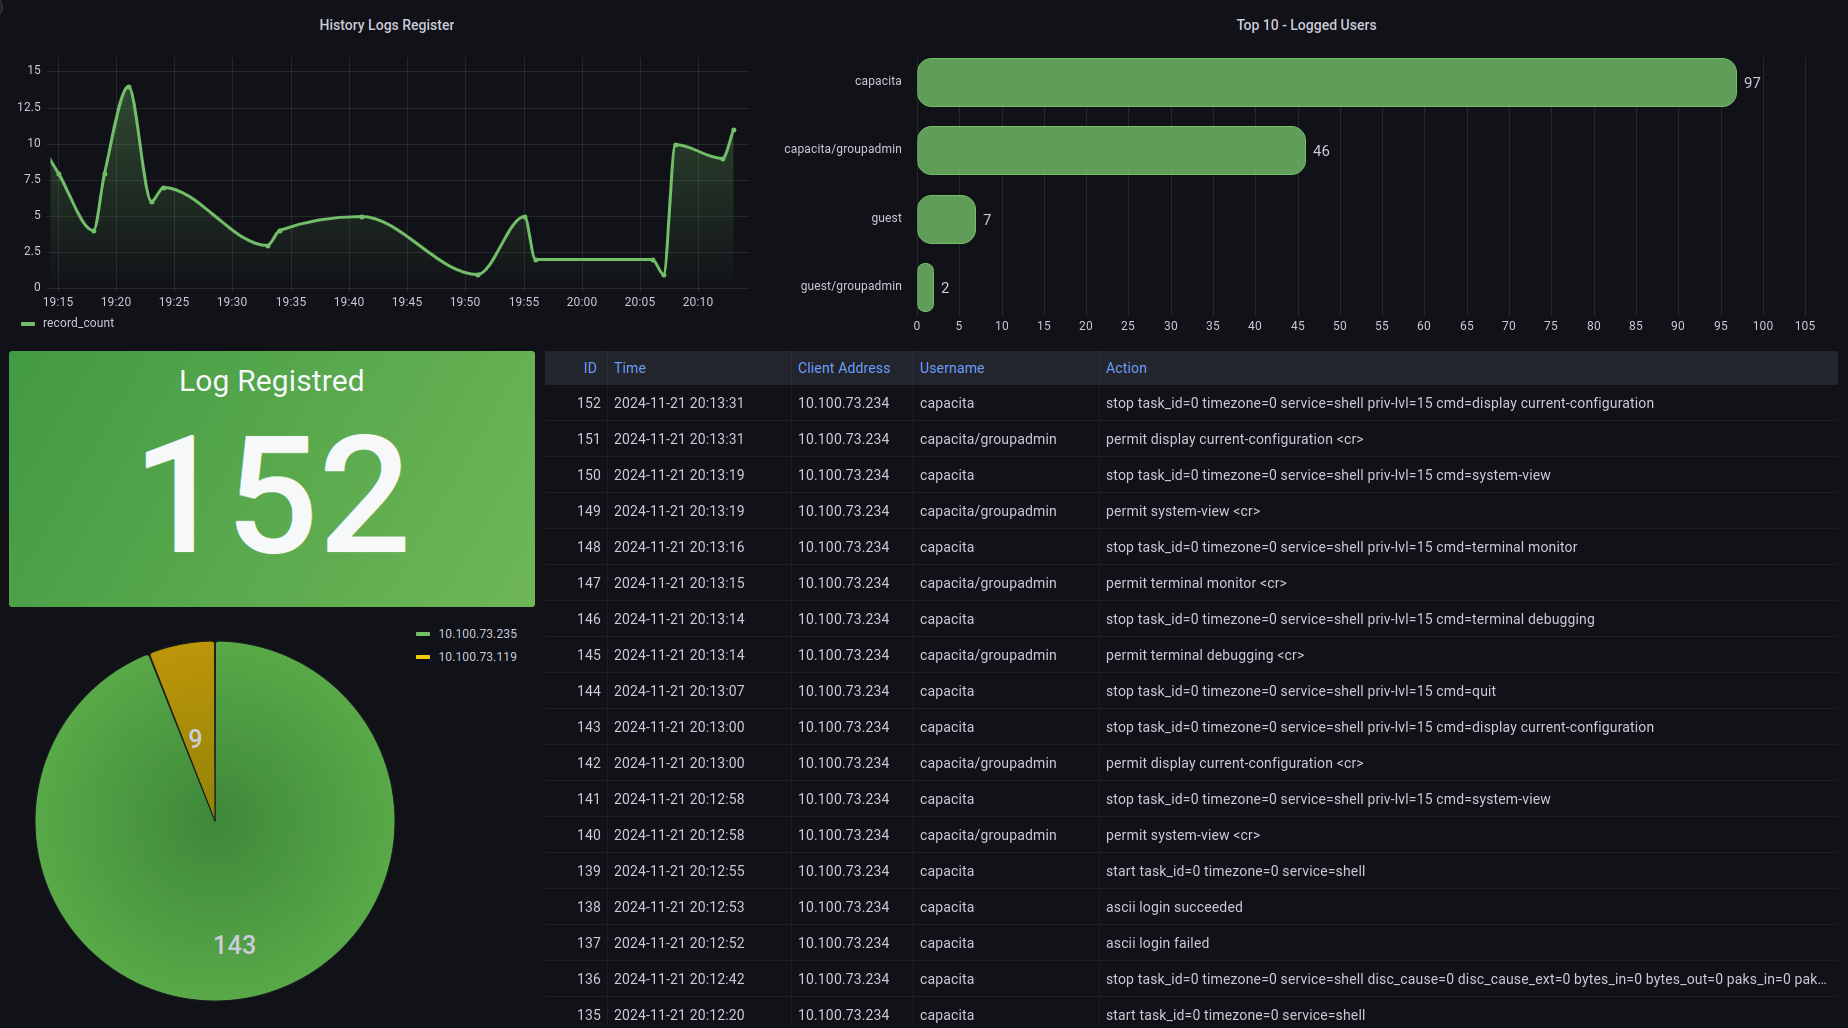 History Logs Register
15
12.5
10
7.5
5
2.5
0
19:15 19:20 19:25 19:30 19:35 19:40 19:45 19:50 19:55 20:00 20:05 20:10
record_count
Top 10 - Logged Users
capacita 97
capacita/groupadmin 46
guest 7
guest/groupadmin 2
0 5 10 15 20 25 30 35 40 45 50 55 60 65 70 75 80 85 90 95 100 105
Log Registred
152
10.100.73.235
10.100.73.119
9
143
ID Time Client Address Username Action
152 2024-11-21 20:13:31 10.100.73.234 capacita stop task_id=0 timezone=0 service=shell priv-lvl=15 cmd=display current-configuration
151 2024-11-21 20:13:31 10.100.73.234 capacita/groupadmin permit display current-configuration <cr>
150 2024-11-21 20:13:19 10.100.73.234 capacita stop task_id=0 timezone=0 service=shell priv-lvl=15 cmd=system-view
149 2024-11-21 20:13:19 10.100.73.234 capacita/groupadmin permit system-view <cr>
148 2024-11-21 20:13:16 10.100.73.234 capacita stop task_id=0 timezone=0 service=shell priv-lvl=15 cmd=terminal monitor
147 2024-11-21 20:13:15 10.100.73.234 capacita/groupadmin permit terminal monitor <cr>
146 2024-11-21 20:13:14 10.100.73.234 capacita stop task_id=0 timezone=0 service=shell priv-lvl=15 cmd=terminal debugging
145 2024-11-21 20:13:14 10.100.73.234 capacita/groupadmin permit terminal debugging <cr>
144 2024-11-21 20:13:07 10.100.73.234 capacita stop task_id=0 timezone=0 service=shell priv-lvl=15 cmd=quit
143 2024-11-21 20:13:00 10.100.73.234 capacita stop task_id=0 timezone=0 service=shell priv-lvl=15 cmd=display current-configuration
142 2024-11-21 20:13:00 10.100.73.234 capacita/groupadmin permit display current-configuration <cr>
141 2024-11-21 20:12:58 10.100.73.234 capacita stop task_id=0 timezone=0 service=shell priv-lvl=15 cmd=system-view
140 2024-11-21 20:12:58 10.100.73.234 capacita/groupadmin permit system-view <cr>
139 2024-11-21 20:12:55 10.100.73.234 capacita start task_id=0 timezone=0 service=shell
138 2024-11-21 20:12:53 10.100.73.234 capacita ascii login succeeded
137 2024-11-21 20:12:52 10.100.73.234 capacita ascii login failed
136 2024-11-21 20:12:42 10.100.73.234 capacita stop task_id=0 timezone=0 service=shell disc_cause=0 disc_cause_ext=0 bytes_in=0 bytes_out=0 paks_in=0 pak...
135 2024-11-21 20:12:20 10.100.73.234 capacita start task_id=0 timezone=0 service=shell